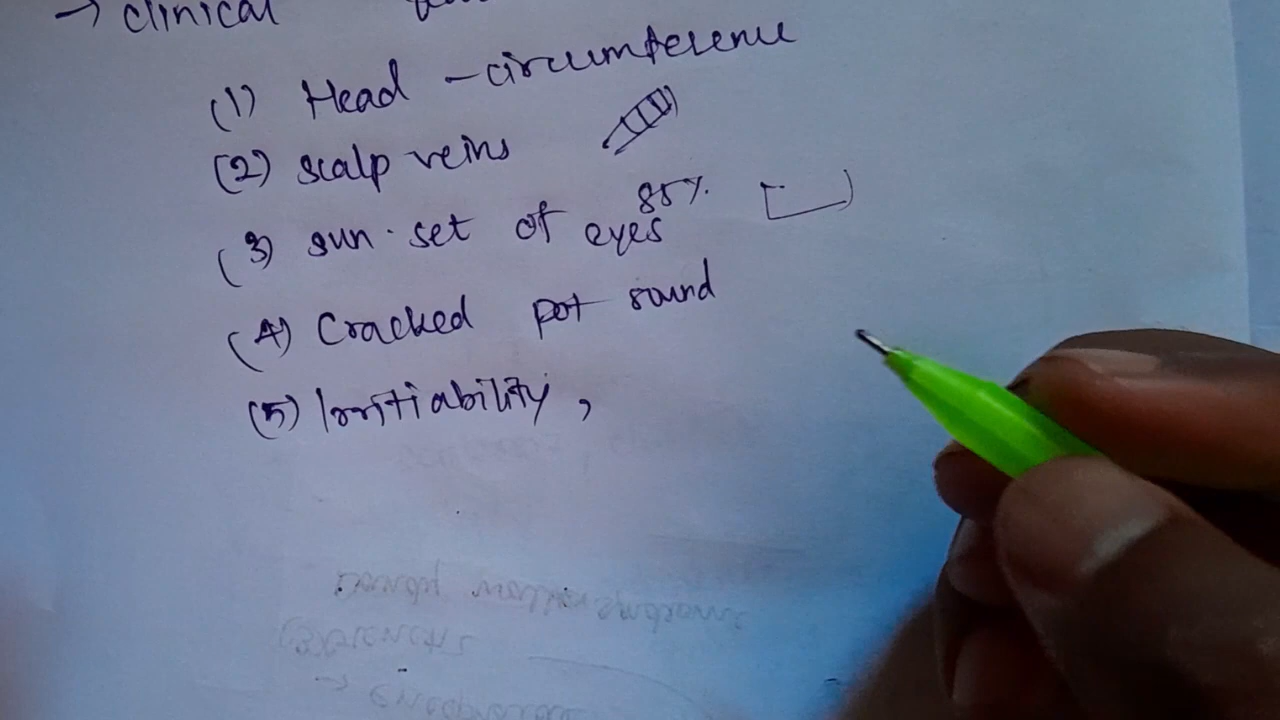 → clinical
(1) Head -circumference
(2) scalp veins
(3) sun-set of eyes 85%
(4) Cracked pot sound
(5) Irritiability,